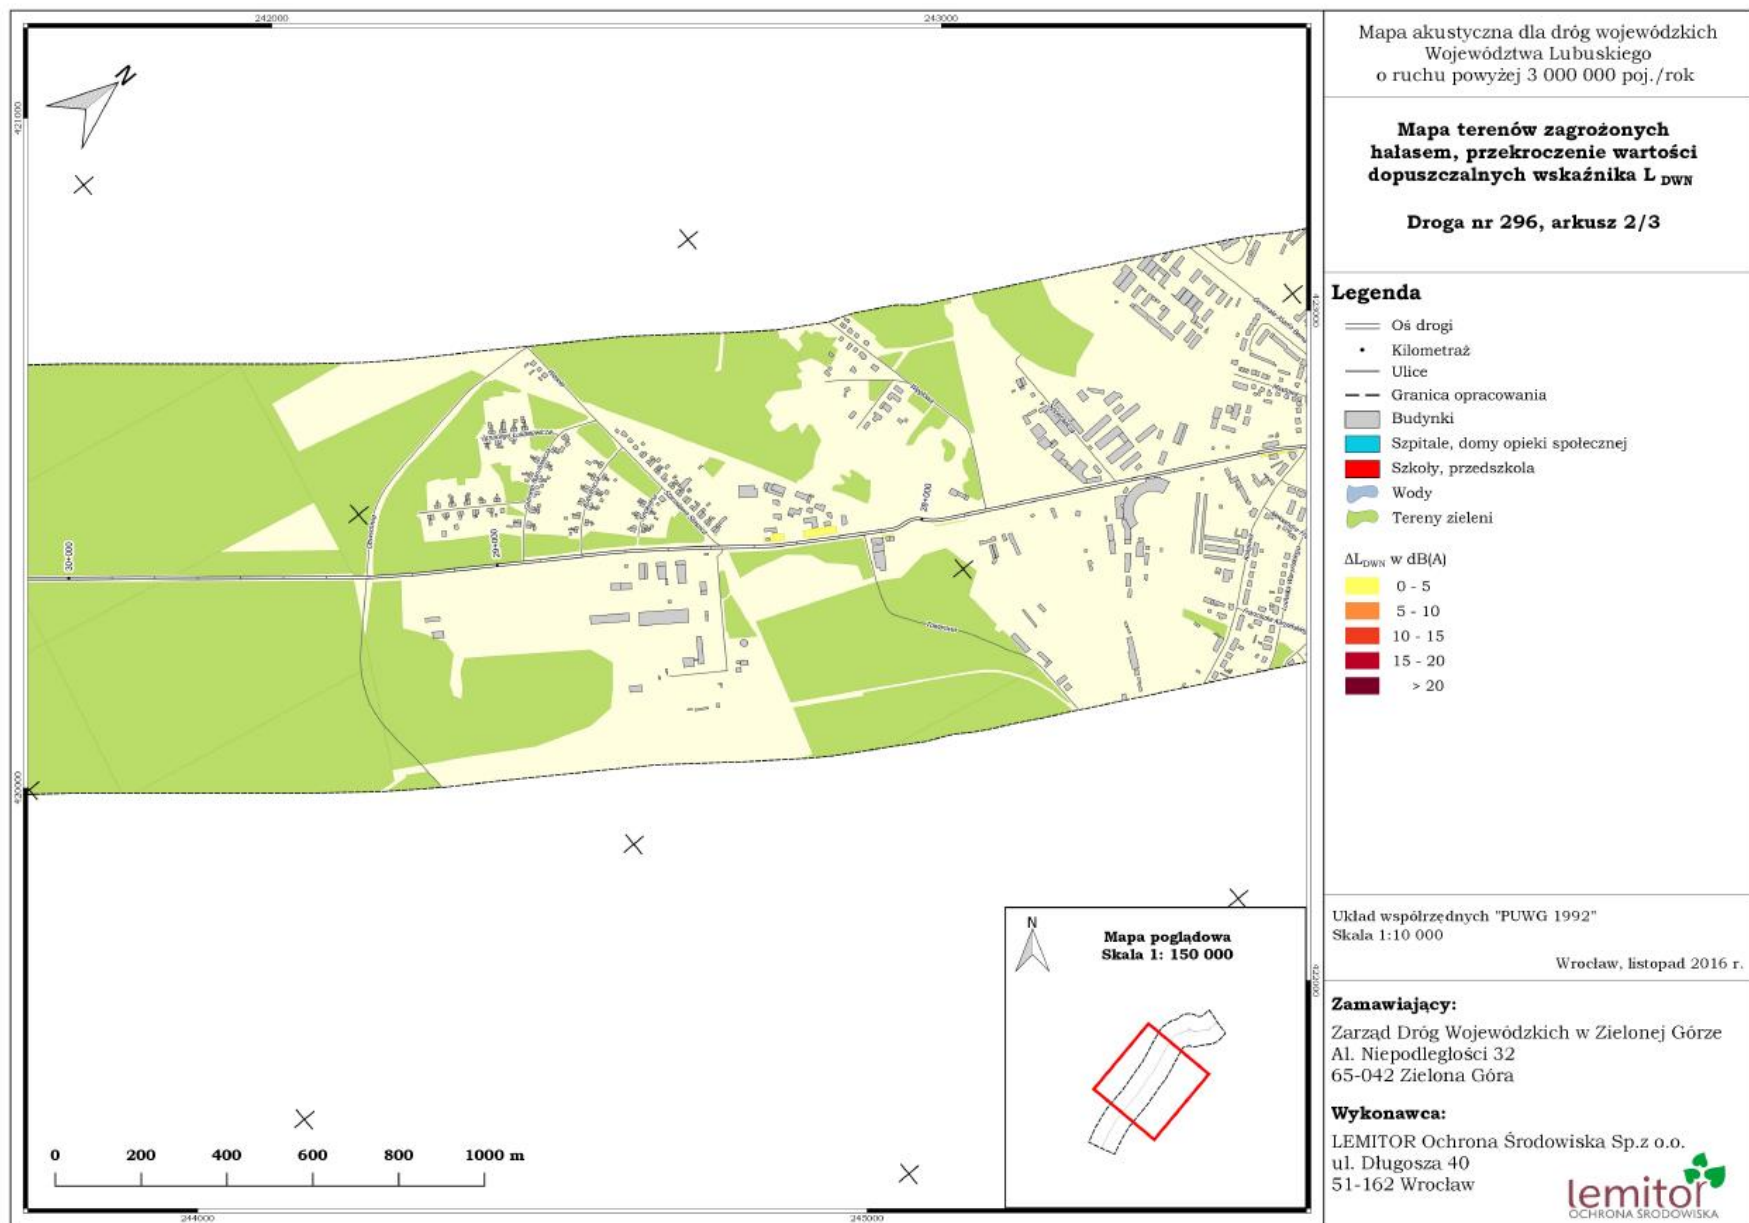 242000
243000
421000
N
423000
30+000
29+000
28+000
420000
422000
N
Mapa poglądowa
Skala 1: 150 000
0 200 400 600 800 1000 m
244000
245000
Mapa akustyczna dla dróg wojewódzkich
Województwa Lubuskiego
o ruchu powyżej 3 000 000 poj./rok
Mapa terenów zagrożonych
hałasem, przekroczenie wartości
dopuszczalnych wskaźnika L DWN
Droga nr 296, arkusz 2/3
Legenda
Oś drogi
Kilometraż
Ulice
Granica opracowania
Budynki
Szpitale, domy opieki społecznej
Szkoły, przedszkola
Wody
Tereny zieleni
ΔLDWN w dB(A)
0 - 5
5 - 10
10 - 15
15 - 20
> 20
Układ współrzędnych "PUWG 1992"
Skala 1:10 000
Wrocław, listopad 2016 r.
Zamawiający:
Zarząd Dróg Wojewódzkich w Zielonej Górze
Al. Niepodległości 32
65-042 Zielona Góra
Wykonawca:
LEMITOR Ochrona Środowiska Sp.z o.o.
ul. Długosza 40
51-162 Wrocław
lemitor
OCHRONA ŚRODOWISKA